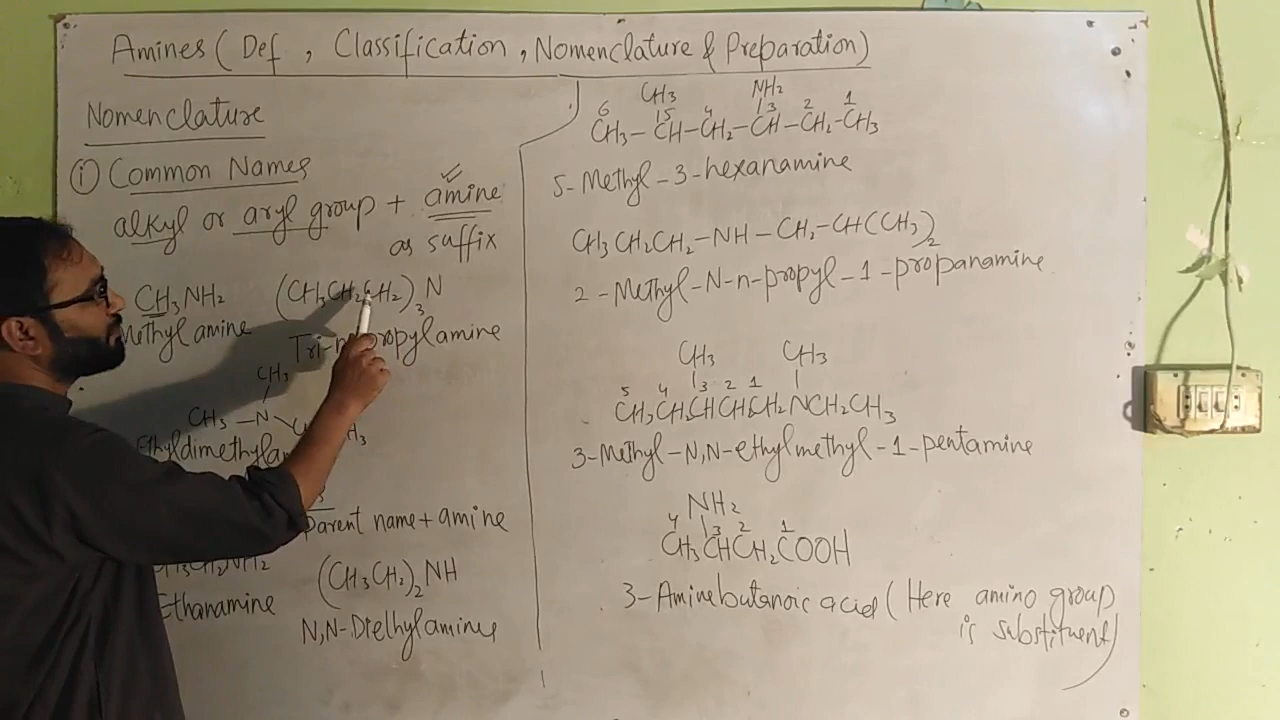 Amines ( Def , Classification , Nomenclature & Preparation )
Nomenclature
(i) Common Names
alkyl or aryl group + amine
as suffix
CH3NH2 (CH3CH2CH2)3N
Methylamine Tri-n-propylamine
CH3
CH3 – N
Ethyldimethylam
Parent name + amine
CH3CH2NH2 (CH3CH2)2NH
Ethanamine N,N-Diethylamines
CH3 NH2
6 5 4 3 2 1
CH3 – CH – CH2 – CH – CH2 – CH3
5-Methyl-3-hexanamine
CH3CH2CH2 – NH – CH2 – CH(CH3)2
2-Methyl-N-n-propyl-1-propanamine
CH3 CH3
5 4 3 2 1
CH3CH2CHCH2CH2NCH2CH3
3-Methyl-N,N-ethylmethyl-1-pentamine
NH2
4 3 2 1
CH3CHCH2COOH
3-Aminebutanoic acid ( Here amino group
is substituent)